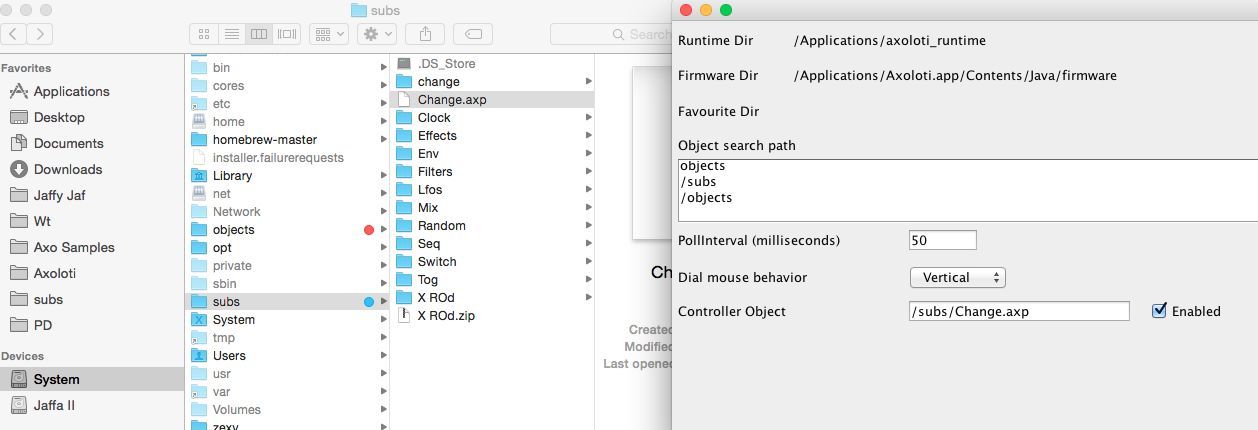 subs
Search
Favorites
Applications
Desktop
Documents
Downloads
Jaffy Jaf
Wt
Axo Samples
Axoloti
subs
PD
Devices
System
Jaffa II
bin
cores
etc
home
homebrew-master
installer.failurerequests
Library
net
Network
objects
opt
private
sbin
subs
System
tmp
Users
usr
var
Volumes
zexy
.DS_Store
change
Change.axp
Clock
Effects
Env
Filters
Lfos
Mix
Random
Seq
Switch
Tog
X ROd
X ROd.zip
Ch
Created
Modified
Last opened
Runtime Dir /Applications/axoloti_runtime
Firmware Dir /Applications/Axoloti.app/Contents/Java/firmware
Favourite Dir
Object search path
objects
/subs
/objects
PollInterval (milliseconds) 50
Dial mouse behavior Vertical
Controller Object /subs/Change.axp Enabled